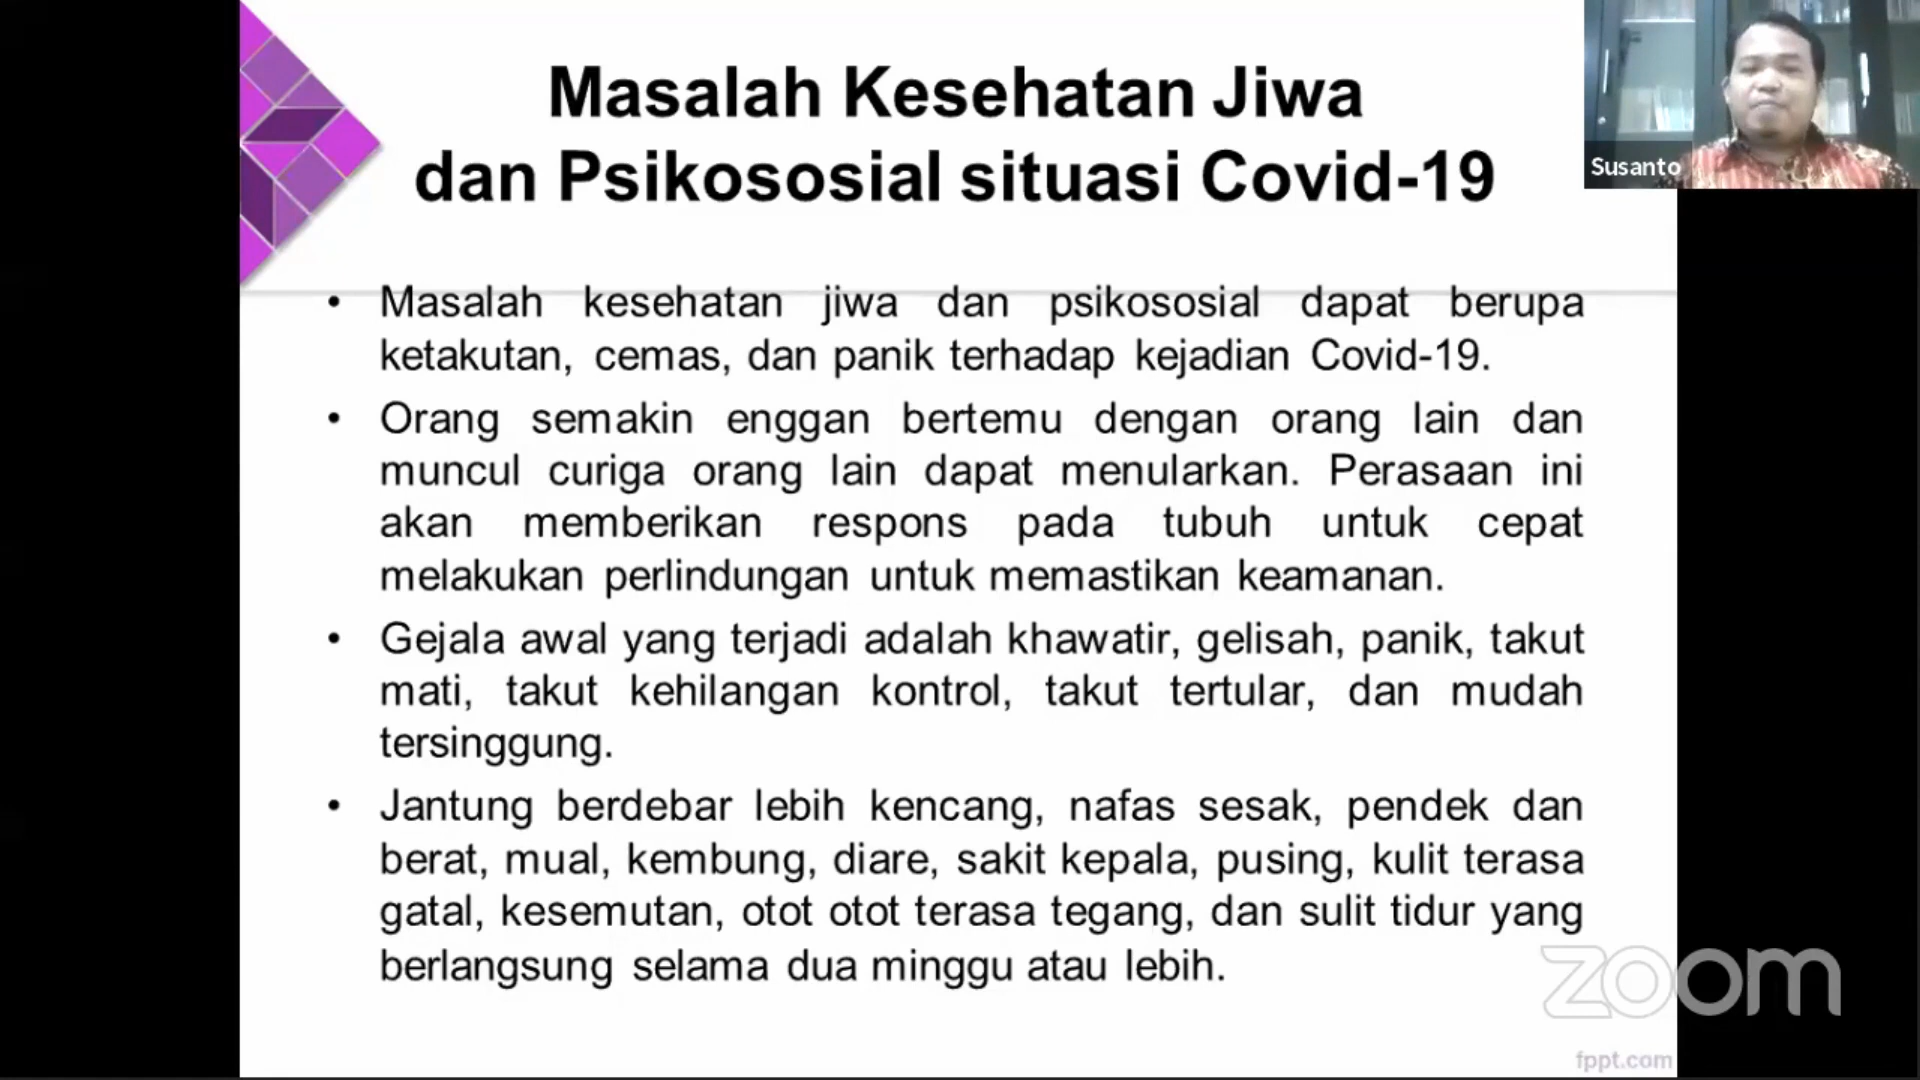 Masalah Kesehatan Jiwa
dan Psikososial situasi Covid-19
Susanto
• Masalah kesehatan jiwa dan psikososial dapat berupa
ketakutan, cemas, dan panik terhadap kejadian Covid-19.
• Orang semakin enggan bertemu dengan orang lain dan
muncul curiga orang lain dapat menularkan. Perasaan ini
akan memberikan respons pada tubuh untuk cepat
melakukan perlindungan untuk memastikan keamanan.
• Gejala awal yang terjadi adalah khawatir, gelisah, panik, takut
mati, takut kehilangan kontrol, takut tertular, dan mudah
tersinggung.
• Jantung berdebar lebih kencang, nafas sesak, pendek dan
berat, mual, kembung, diare, sakit kepala, pusing, kulit terasa
gatal, kesemutan, otot otot terasa tegang, dan sulit tidur yang
berlangsung selama dua minggu atau lebih.
zoom
fppt.com